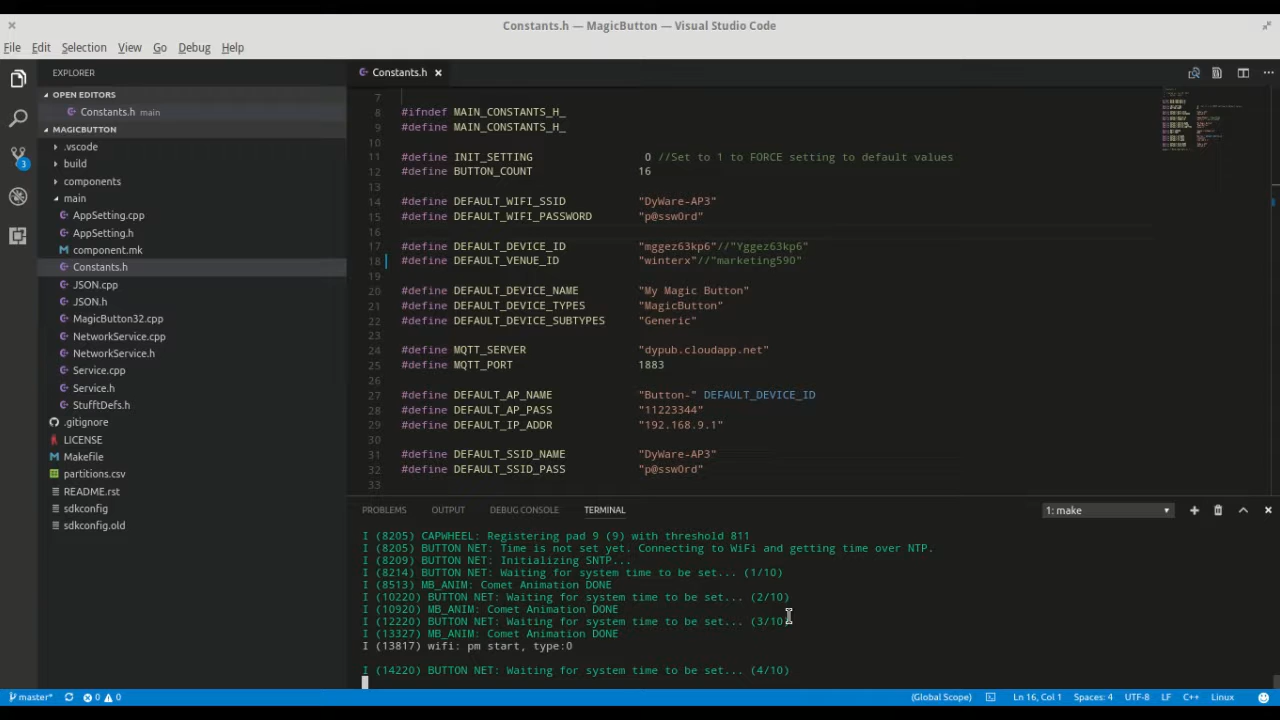 Constants.h — MagicButton — Visual Studio Code
File Edit Selection View Go Debug Help
EXPLORER
OPEN EDITORS
Constants.h main
MAGICBUTTON
.vscode
build
components
main
AppSetting.cpp
AppSetting.h
component.mk
Constants.h
JSON.cpp
JSON.h
MagicButton32.cpp
NetworkService.cpp
NetworkService.h
Service.cpp
Service.h
StufftDefs.h
.gitignore
LICENSE
Makefile
partitions.csv
README.rst
sdkconfig
sdkconfig.old
3
Constants.h
7
8 #ifndef MAIN_CONSTANTS_H_
9 #define MAIN_CONSTANTS_H_
10
11 #define INIT_SETTING 0 //Set to 1 to FORCE setting to default values
12 #define BUTTON_COUNT 16
13
14 #define DEFAULT_WIFI_SSID "DyWare-AP3"
15 #define DEFAULT_WIFI_PASSWORD "p@ssw0rd"
16
17 #define DEFAULT_DEVICE_ID "mggez63kp6"//"Yggez63kp6"
18 #define DEFAULT_VENUE_ID "winterx"//"marketing590"
19
20 #define DEFAULT_DEVICE_NAME "My Magic Button"
21 #define DEFAULT_DEVICE_TYPES "MagicButton"
22 #define DEFAULT_DEVICE_SUBTYPES "Generic"
23
24 #define MQTT_SERVER "dypub.cloudapp.net"
25 #define MQTT_PORT 1883
26
27 #define DEFAULT_AP_NAME "Button-" DEFAULT_DEVICE_ID
28 #define DEFAULT_AP_PASS "11223344"
29 #define DEFAULT_IP_ADDR "192.168.9.1"
30
31 #define DEFAULT_SSID_NAME "DyWare-AP3"
32 #define DEFAULT_SSID_PASS "p@ssw0rd"
33
PROBLEMS OUTPUT DEBUG CONSOLE TERMINAL 1: make
I (8205) CAPWHEEL: Registering pad 9 (9) with threshold 811
I (8205) BUTTON NET: Time is not set yet. Connecting to WiFi and getting time over NTP.
I (8209) BUTTON NET: Initializing SNTP...
I (8214) BUTTON NET: Waiting for system time to be set... (1/10)
I (8513) MB_ANIM: Comet Animation DONE
I (10220) BUTTON NET: Waiting for system time to be set... (2/10)
I (10920) MB_ANIM: Comet Animation DONE
I (12220) BUTTON NET: Waiting for system time to be set... (3/10)
I (13327) MB_ANIM: Comet Animation DONE
I (13817) wifi: pm start, type:0
I (14220) BUTTON NET: Waiting for system time to be set... (4/10)
master* 0 0 (Global Scope) Ln 16, Col 1 Spaces: 4 UTF-8 LF C++ Linux